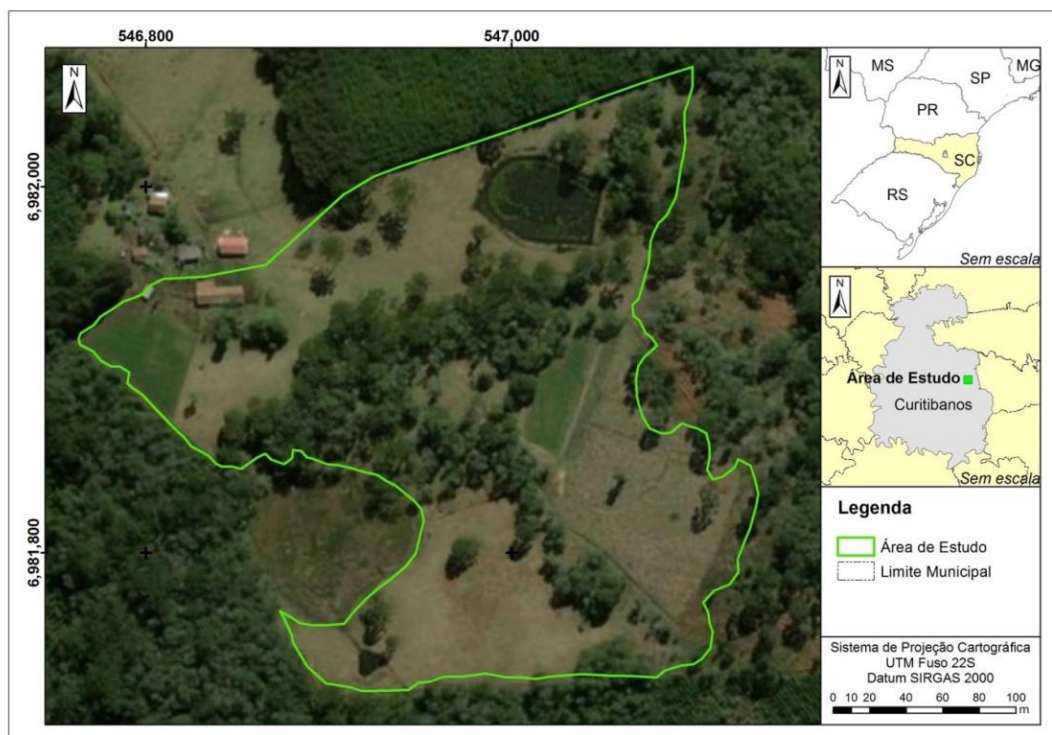 546,800
547,000
6,982,000
6,981,800
N
N
MS
SP
MG
PR
SC
RS
Sem escala
N
Área de Estudo
Curitibanos
Sem escala
Legenda
Área de Estudo
Limite Municipal
Sistema de Projeção Cartográfica
UTM Fuso 22S
Datum SIRGAS 2000
0 10 20 40 60 80 100
m